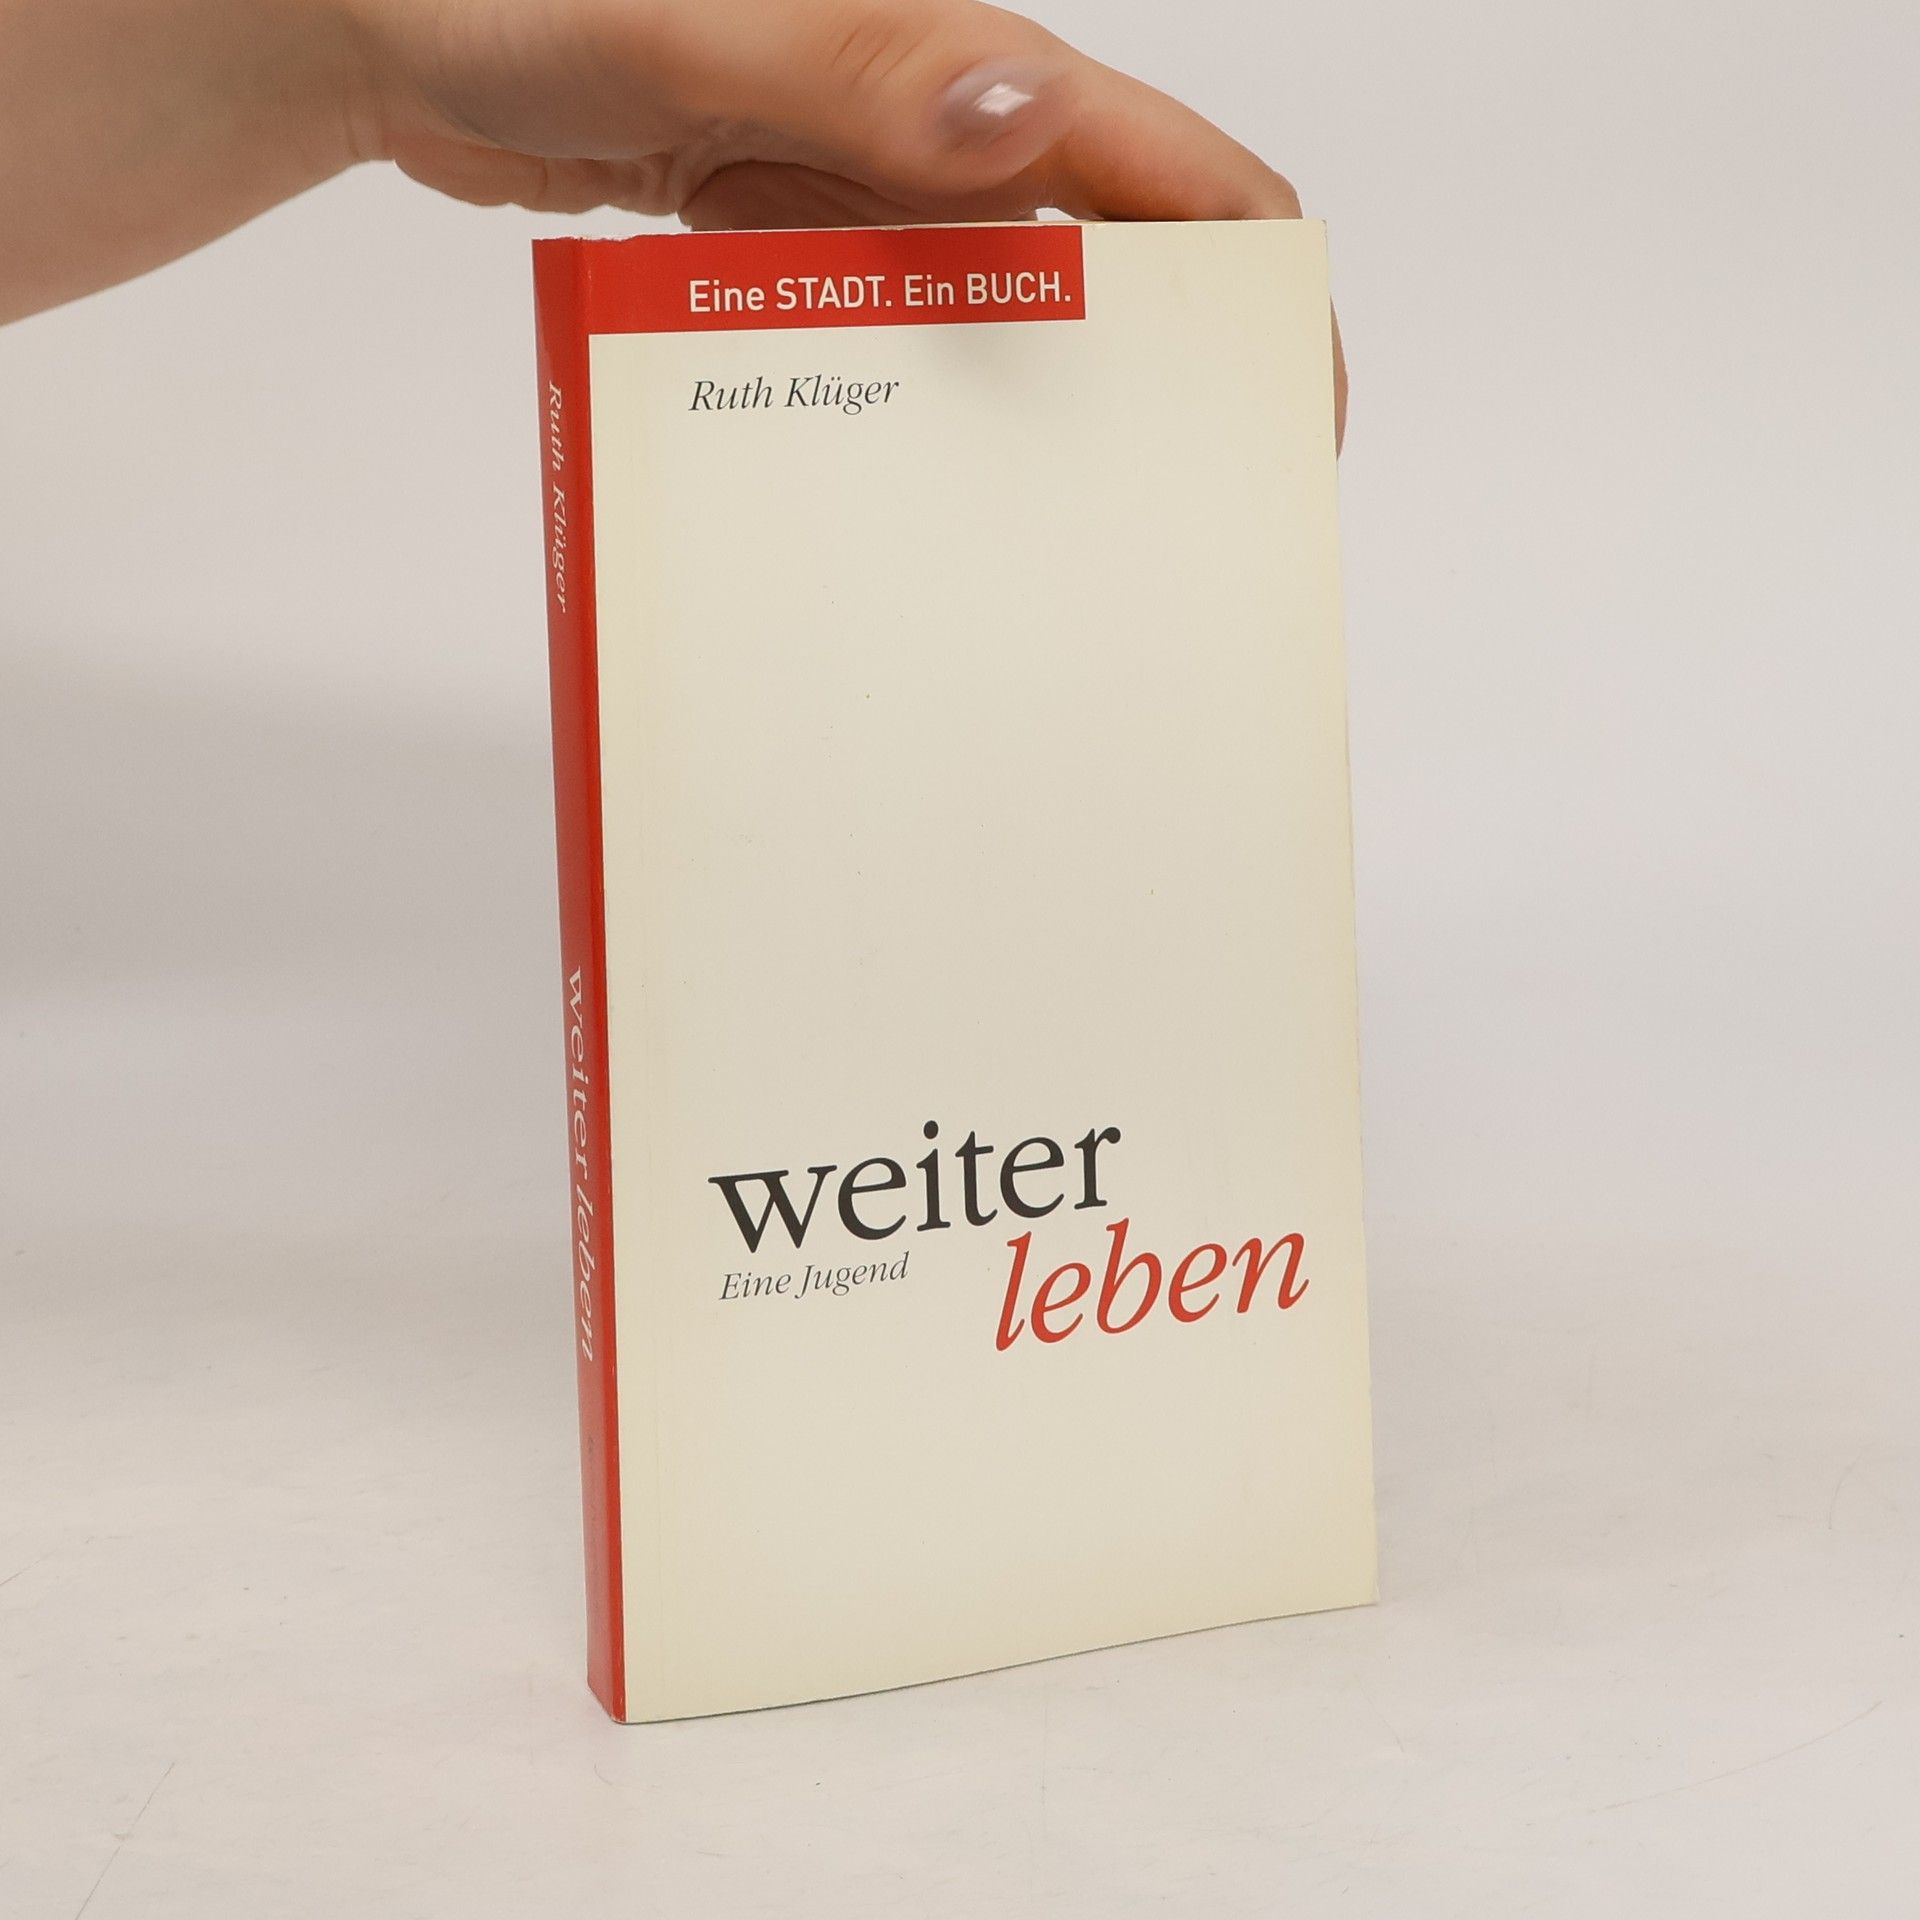 Eine STADT. Ein BUCH.
Ruth Klüger
weiter
leben
Eine Jugend
Ruth Klüger
weiter leben